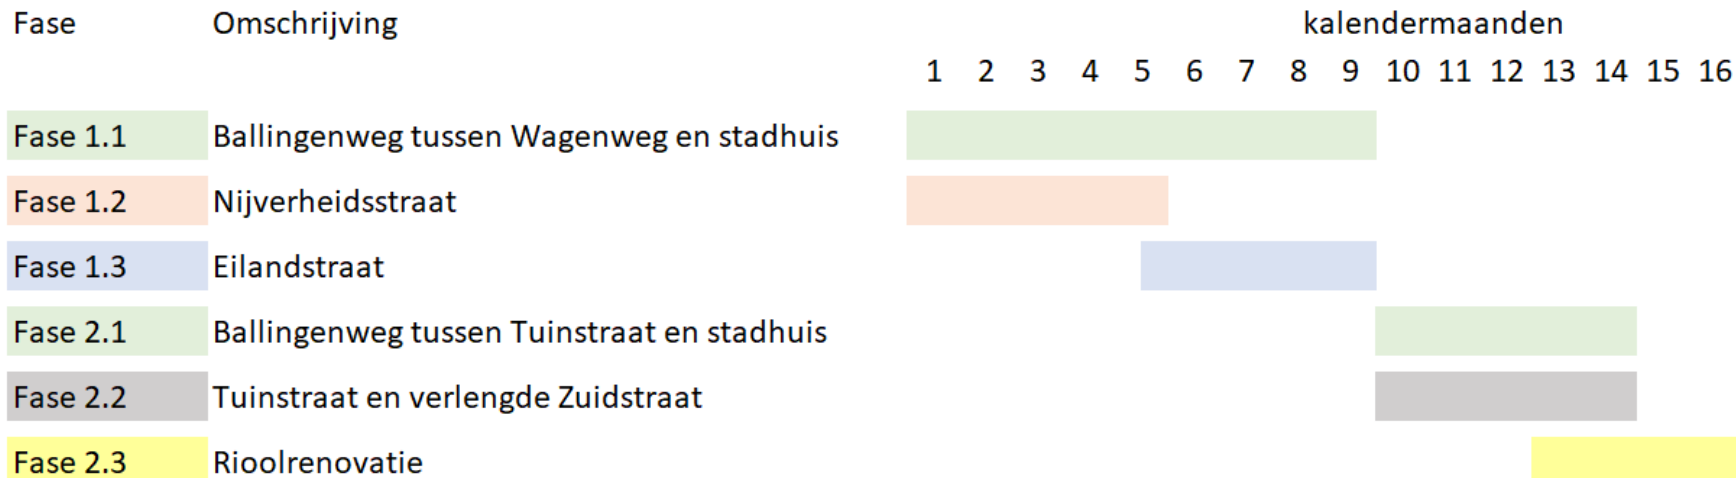 Fase Omschrijving kalendermaanden
1 2 3 4 5 6 7 8 9 10 11 12 13 14 15 16
Fase 1.1 Ballingenweg tussen Wagenweg en stadhuis
Fase 1.2 Nijverheidsstraat
Fase 1.3 Eilandstraat
Fase 2.1 Ballingenweg tussen Tuinstraat en stadhuis
Fase 2.2 Tuinstraat en verlengde Zuidstraat
Fase 2.3 Rioolrenovatie